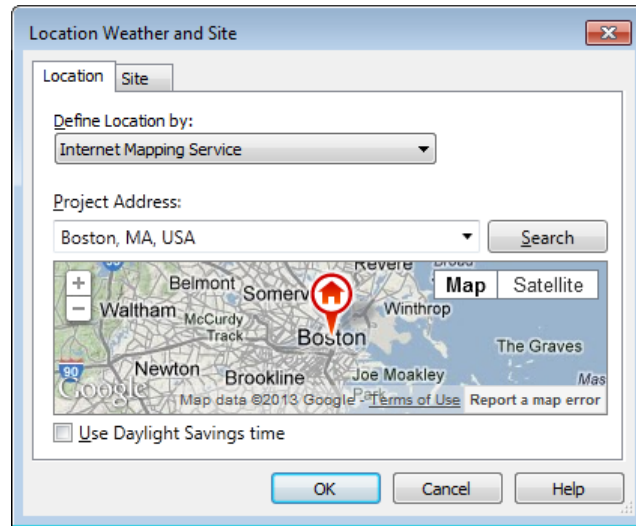 Location Weather and Site
Location Site
Define Location by:
Internet Mapping Service
Project Address:
Boston, MA, USA Search
Belmont Somerv Revere Map Satellite
Waltham McCurdy Track Boston Winthrop
The Graves
90 Newton Brookline Joe Moakley Park Mas
Google Map data ©2013 Google - Terms of Use Report a map error
Use Daylight Savings time
OK Cancel Help